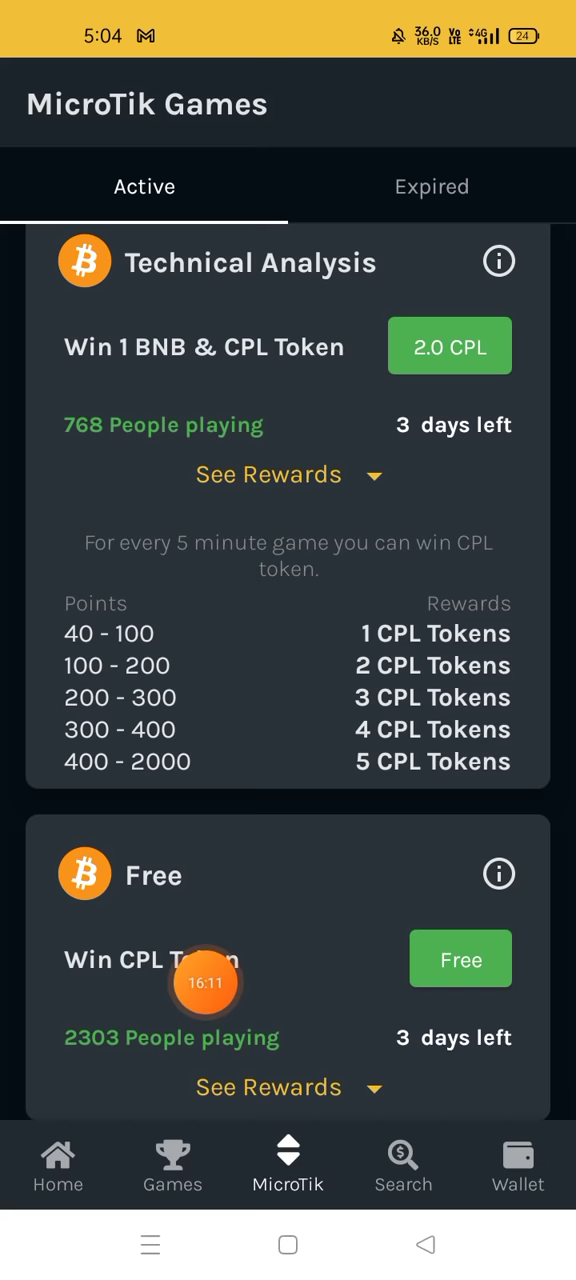 5:04
36.0
KB/S
Vo
LTE
4G
24
MicroTik Games
Active
Expired
Technical Analysis
Win 1 BNB & CPL Token
2.0 CPL
768 People playing
3 days left
See Rewards
For every 5 minute game you can win CPL
token.
Points
Rewards
40 - 100
1 CPL Tokens
100 - 200
2 CPL Tokens
200 - 300
3 CPL Tokens
300 - 400
4 CPL Tokens
400 - 2000
5 CPL Tokens
Free
Win CPL
Free
16:11
2303 People playing
3 days left
See Rewards
Home
Games
MicroTik
Search
Wallet